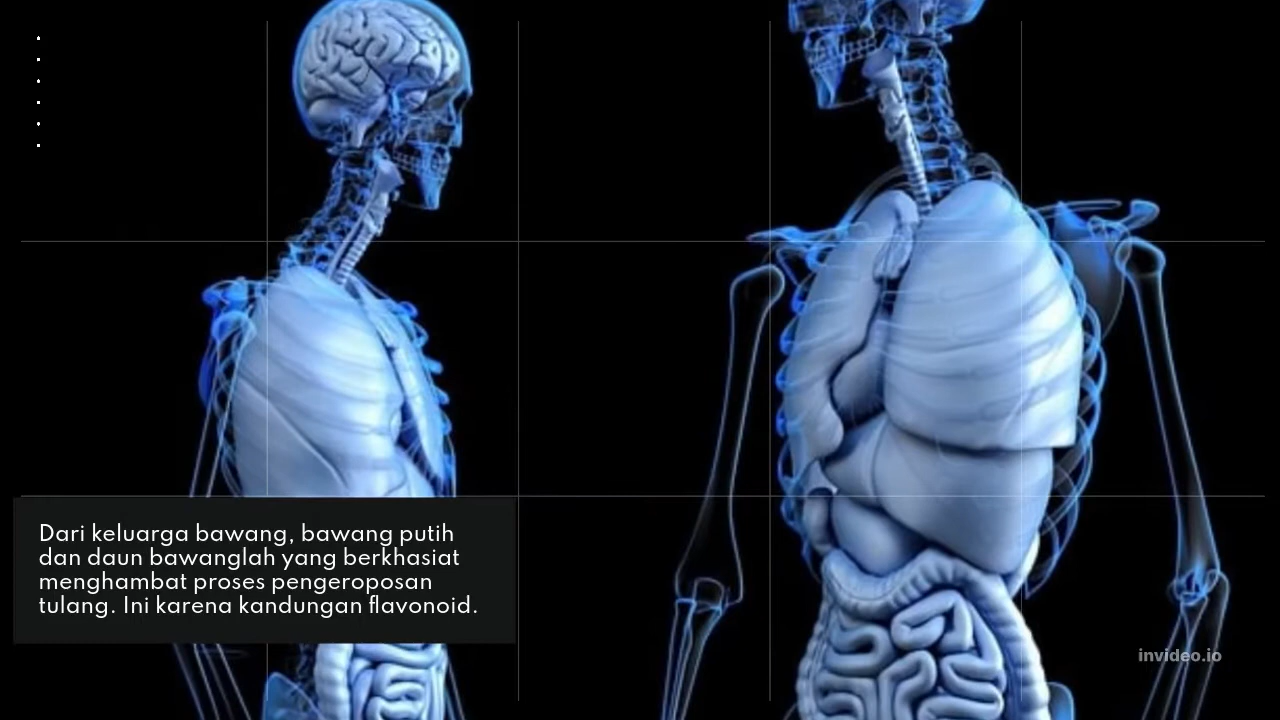 Dari keluarga bawang, bawang putih
dan daun bawanglah yang berkhasiat
menghambat proses pengeroposan
tulang. Ini karena kandungan flavonoid.
invideo.io